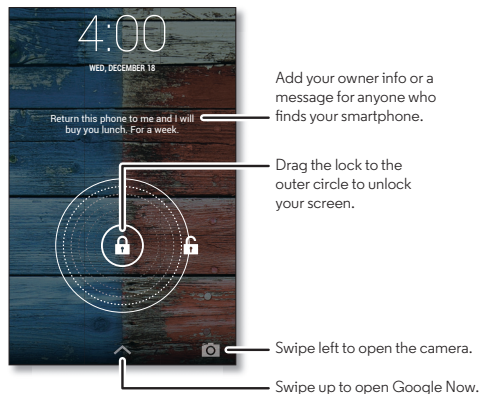 4:00
WED, DECEMBER 18
Return this phone to me and I will
buy you lunch. For a week.
Add your owner info or a
message for anyone who
finds your smartphone.
Drag the lock to the
outer circle to unlock
your screen.
Swipe left to open the camera.
Swipe up to open Google Now.